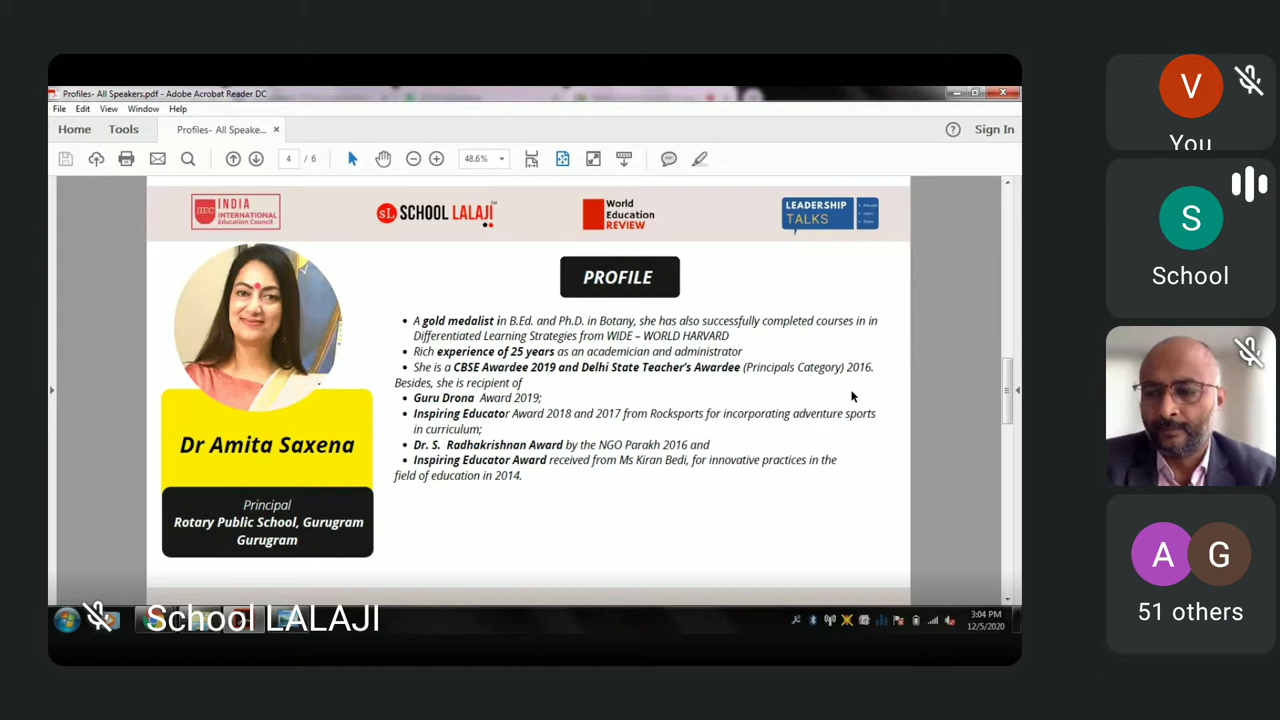 Profiles- All Speakers.pdf - Adobe Acrobat Reader DC
File Edit View Window Help
Home Tools Profiles- All Speake... × Sign In
4 / 6 48.6%
IIEC INDIA INTERNATIONAL Education Council
sL SCHOOL LALAJI TM
World Education REVIEW
LEADERSHIP TALKS
PROFILE
• A gold medalist in B.Ed. and Ph.D. in Botany, she has also successfully completed courses in in
Differentiated Learning Strategies from WIDE – WORLD HARVARD
• Rich experience of 25 years as an academician and administrator
• She is a CBSE Awardee 2019 and Delhi State Teacher's Awardee (Principals Category) 2016.
Besides, she is recipient of
• Guru Drona Award 2019;
• Inspiring Educator Award 2018 and 2017 from Rocksports for incorporating adventure sports
in curriculum;
• Dr. S. Radhakrishnan Award by the NGO Parakh 2016 and
• Inspiring Educator Award received from Ms Kiran Bedi, for innovative practices in the
field of education in 2014.
Dr Amita Saxena
Principal
Rotary Public School, Gurugram
Gurugram
School LALAJI
3:04 PM
12/5/2020
V
You
S
School
A G
51 others